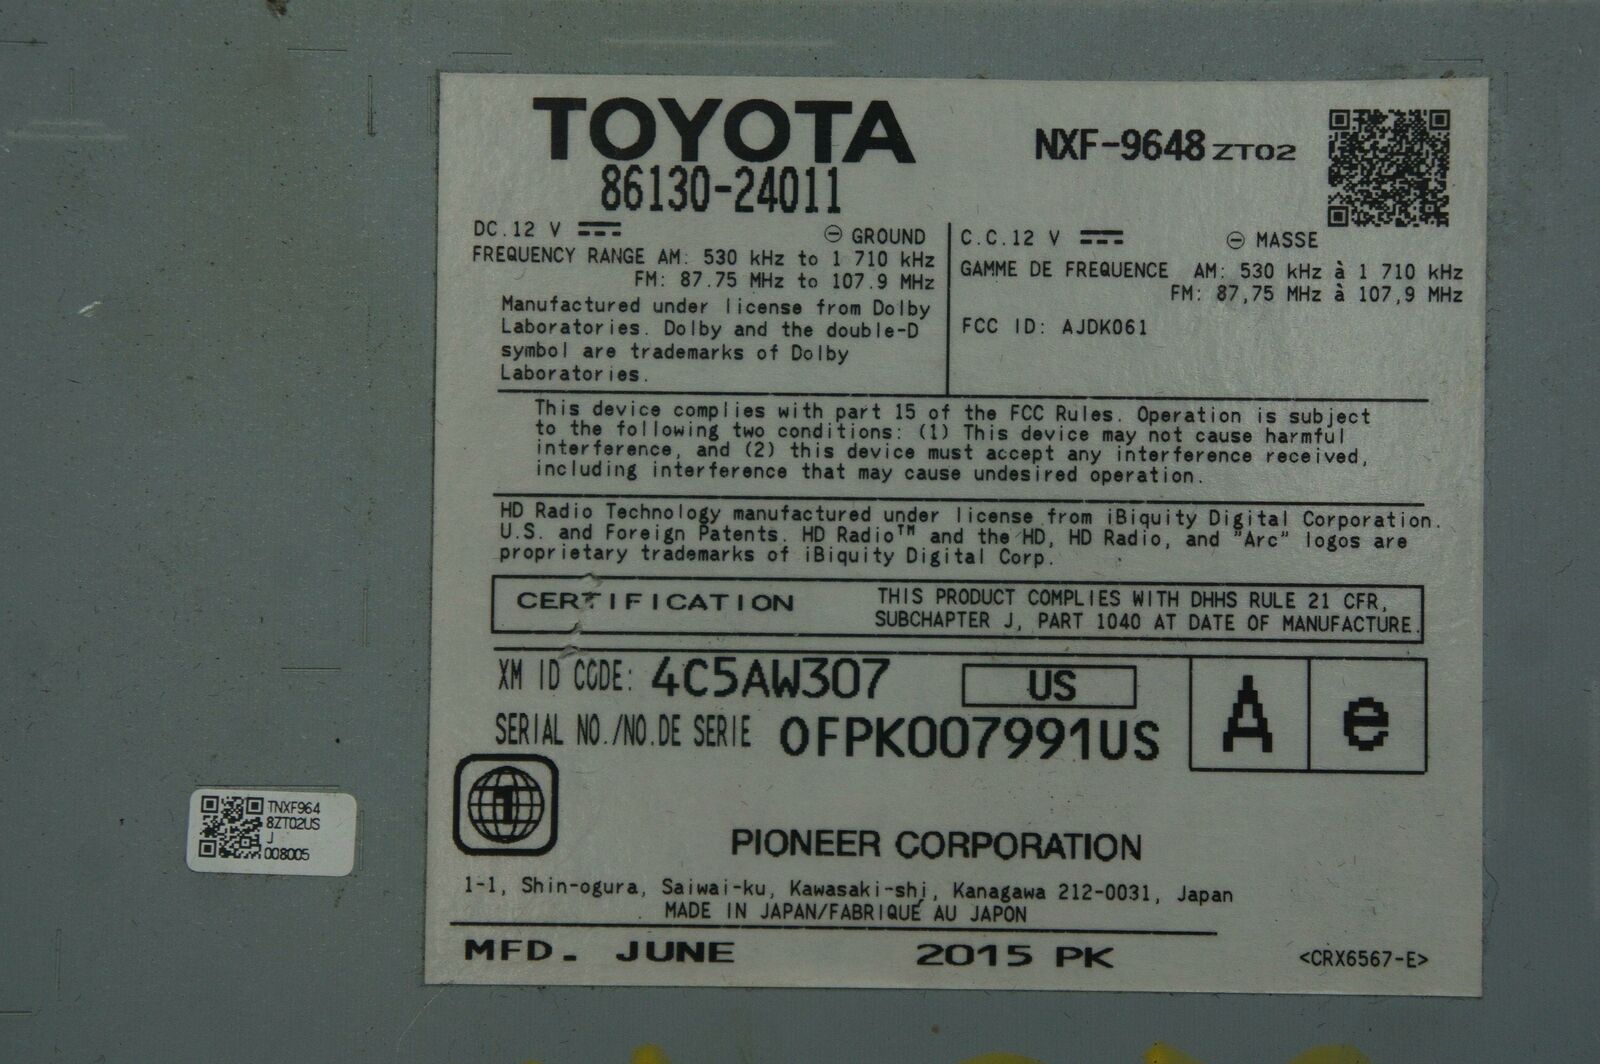 TOYOTA
86130-24011
NXF-9648 ZT02
DC.12 V
⊖ GROUND
FREQUENCY RANGE AM: 530 kHz to 1 710 kHz
FM: 87.75 MHz to 107.9 MHz
Manufactured under license from Dolby
Laboratories. Dolby and the double-D
symbol are trademarks of Dolby
Laboratories.
C.C.12 V
⊖ MASSE
GAMME DE FREQUENCE AM: 530 kHz à 1 710 kHz
FM: 87,75 MHz à 107,9 MHz
FCC ID: AJDK061
This device complies with part 15 of the FCC Rules. Operation is subject
to the following two conditions: (1) This device may not cause harmful
interference, and (2) this device must accept any interference received,
including interference that may cause undesired operation.
HD Radio Technology manufactured under license from iBiquity Digital Corporation.
U.S. and Foreign Patents. HD Radio™ and the HD, HD Radio, and "Arc" logos are
proprietary trademarks of iBiquity Digital Corp.
CERTIFICATION
THIS PRODUCT COMPLIES WITH DHHS RULE 21 CFR,
SUBCHAPTER J, PART 1040 AT DATE OF MANUFACTURE.
XM ID CODE: 4C5AW307
US
A e
SERIAL NO./NO.DE SERIE OFPK007991US
1
PIONEER CORPORATION
1-1, Shin-ogura, Saiwai-ku, Kawasaki-shi, Kanagawa 212-0031, Japan
MADE IN JAPAN/FABRIQUÉ AU JAPON
MFD. JUNE 2015 PK
<CRX6567-E>
TNXF964
8ZT02US
J
008005